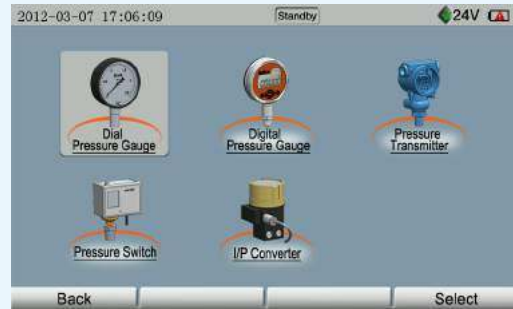 2012-03-07 17:06:09 Standby 24V
Dial
Pressure Gauge
Digital
Pressure Gauge
Pressure
Transmitter
Pressure Switch
I/P Converter
Back Select